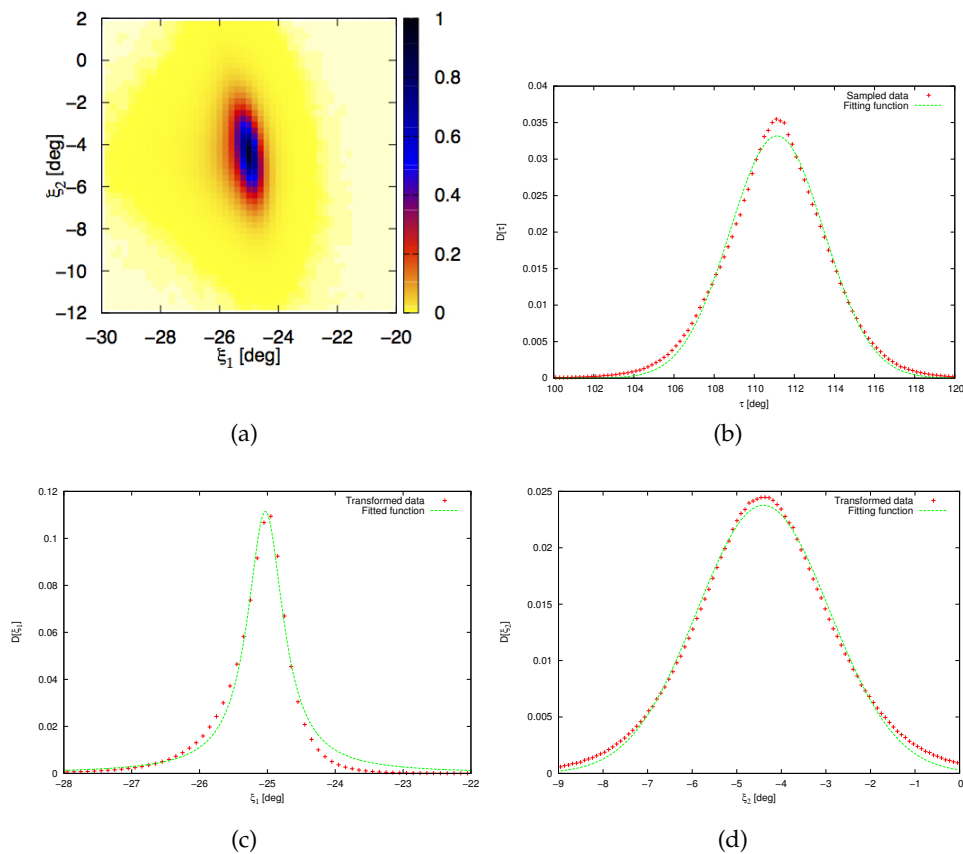 2
0
−2
−4
−6
−8
−10
−12
ξ2 [deg]
−30 −28 −26 −24 −22 −20
ξ1 [deg]
1
0.8
0.6
0.4
0.2
0
(a)
0.04
0.035
0.03
0.025
0.02
0.015
0.01
0.005
0
D[τ]
Sampled data
Fitting function
100 102 104 106 108 110 112 114 116 118 120
τ [deg]
(b)
0.12
0.1
0.08
0.06
0.04
0.02
0
D[ξ1]
Transformed data
Fitted function
−28 −27 −26 −25 −24 −23 −22
ξ1 [deg]
(c)
0.025
0.02
0.015
0.01
0.005
0
D[ξ2]
Transformed data
Fitting function
−9 −8 −7 −6 −5 −4 −3 −2 −1 0
ξ2 [deg]
(d)